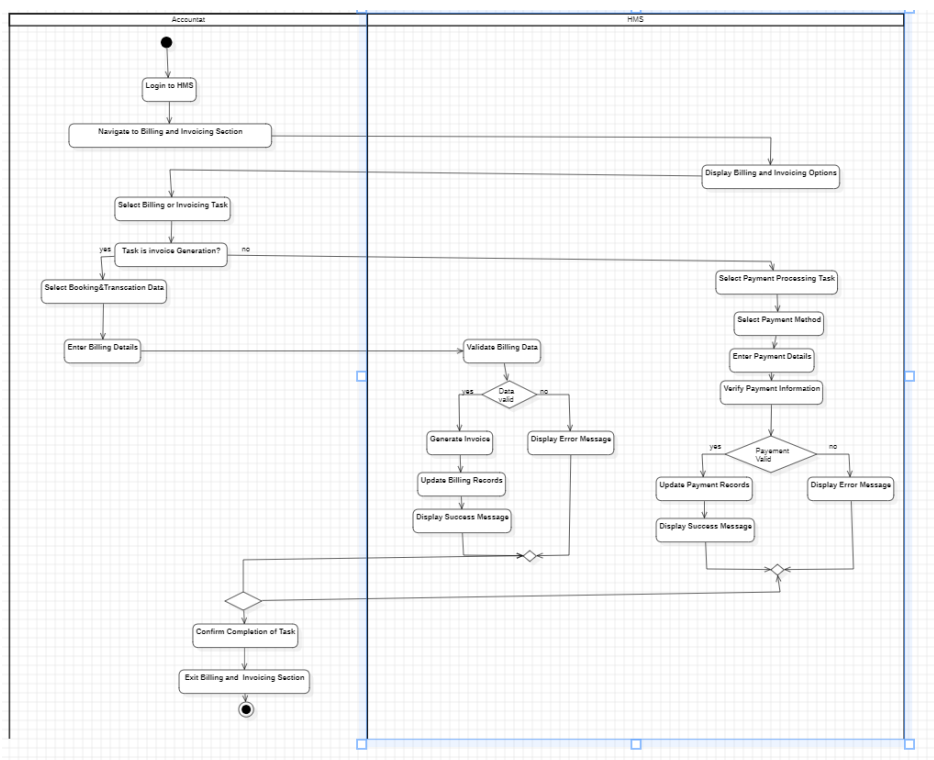 Accountat
HMS
Login to HMS
Navigate to Billing and Invoicing Section
Display Billing and Invoicing Options
Select Billing or Invoicing Task
yes
Task is invoice Generation?
no
Select Booking&Transcation Data
Select Payment Processing Task
Select Payment Method
Enter Billing Details
Validate Billing Data
Enter Payment Details
Verify Payment Information
yes
Data
valid
no
Generate Invoice
Display Error Message
yes
Payement
Valid
no
Update Billing Records
Update Payment Records
Display Error Message
Display Success Message
Display Success Message
Confirm Completion of Task
Exit Billing and Invoicing Section